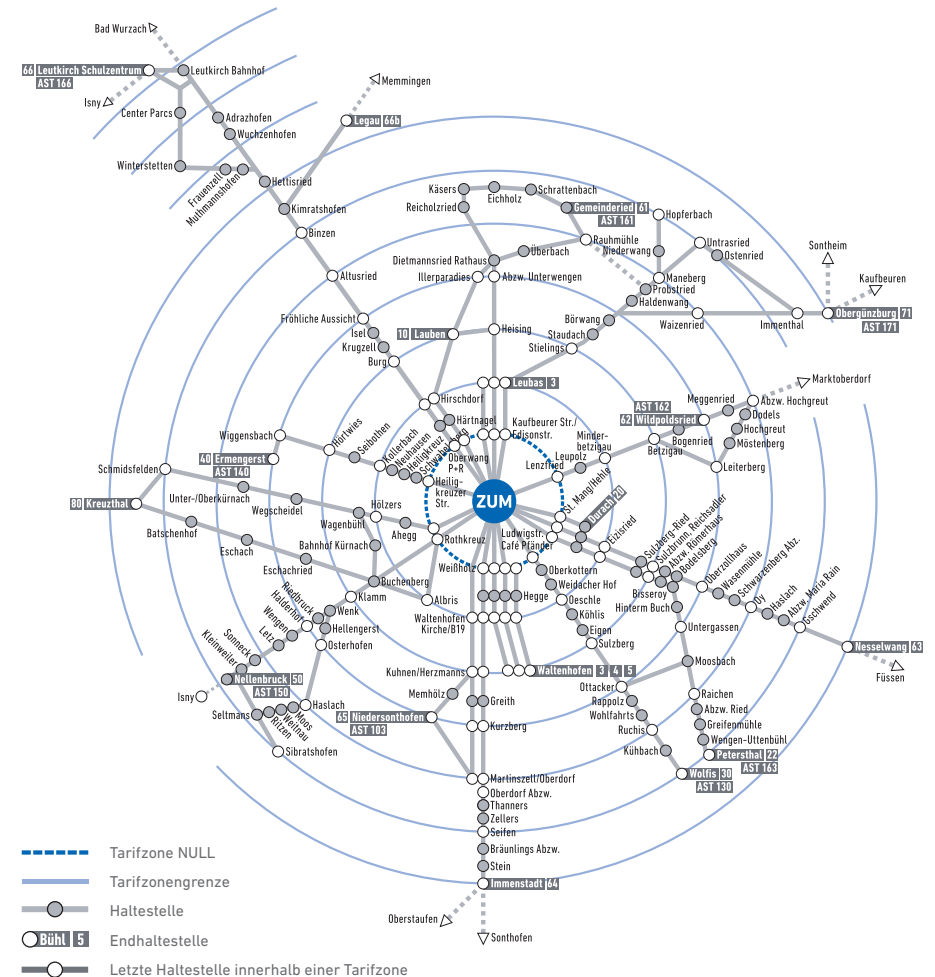 Bad Wurzach
66 Leutkirch Schulzentrum
AST 166
Leutkirch Bahnhof
Isny
Center Parcs
Adrazhofen
Wuchzenhofen
Winterstetten
Frauenzell
Muthmannshofen
Hettisried
Kimratshofen
Binzen
Memmingen
Legau 66b
Altusried
Fröhliche Aussicht
Isel
Krugzell
Burg
Käsers
Eichholz
Schrattenbach
Reicholzried
Gemeinderied 61
AST 161
Rauhmühle
Überbach
Dietmannsried Rathaus
Illerparadies
Abzw. Unterwengen
10 Lauben
Heising
Leubas 3
Hopferbach
Niederwang
Untrasried
Ostenried
Maneberg
Probstried
Haldenwang
Börwang
Staudach
Stielings
Waizenried
Immenthal
Sontheim
Kaufbeuren
Obergünzburg 71
AST 171
Hirschdorf
Härtnagel
Kaufbeurer Str./
Edisonstr.
Marktoberdorf
Meggenried
Abzw. Hochgreut
AST 162
62 Wildpoldsried
Dodels
Hochgreut
Möstenberg
Bogenried
Betzigau
Leiterberg
Minder-
betzigau
Leupolz
Lenzfried
St. Mang/Hehle
Durach 20
Wiggensbach
Hörtwies
Seibothen
Kollerbach
Neuhausen
Heiligkreuz
Schwabelsberg
Oberwang
P+R
Heilig-
kreuzer
Str.
40 Ermengerst
AST 140
Schmidsfelden
80 Kreuzthal
Unter-/Oberkürnach
Wegscheidel
Batschenhof
Eschach
Eschachried
Hölzers
Wagenbühl
Ahegg
Bahnhof Kürnach
Buchenberg
Rothkreuz
ZUM
Ludwigstr.
Café Pfänder
Weißholz
Albris
Klamm
Wenk
Hellengerst
Riedbruck
Halderhof
Wengen
Letz
Sonneck
Kleinweiler
Osterhofen
Nellenbruck 50
AST 150
Isny
Seltmans
Ritzen
Weitnau
Moos
Haslach
Sibratshofen
Eizisried
Sulzberg-Ried
Sulzbrunn, Reichsadler
Abzw. Römerhaus
Bodelsberg
Bisseroy
Hinterm Buch
Oberzollhaus
Wasenmühle
Schwarzenberg Abz.
Oy
Haslach
Abzw. Maria Rain
Gschwend
Nesselwang 63
Füssen
Oberkottern
Weidacher Hof
Oeschle
Köhlis
Eigen
Sulzberg
Hegge
Waltenhofen
Kirche/B19
Waltenhofen 3 4 5
Untergassen
Moosbach
Raichen
Abzw. Ried
Greifenmühle
Wengen-Uttenbühl
Petersthal 22
AST 163
Ottacker
Rappolz
Wohlfahrts
Ruchis
Kühbach
Wolfis 30
AST 130
Kuhnen/Herzmanns
Memhölz
Greith
65 Niedersonthofen
AST 103
Kurzberg
Martinszell/Oberdorf
Oberdorf Abzw.
Thanners
Zellers
Seifen
Bräunlings Abzw.
Stein
Immenstadt 64
Oberstaufen
Sonthofen
Tarifzone NULL
Tarifzonengrenze
Haltestelle
Bühl 5 Endhaltestelle
Letzte Haltestelle innerhalb einer Tarifzone